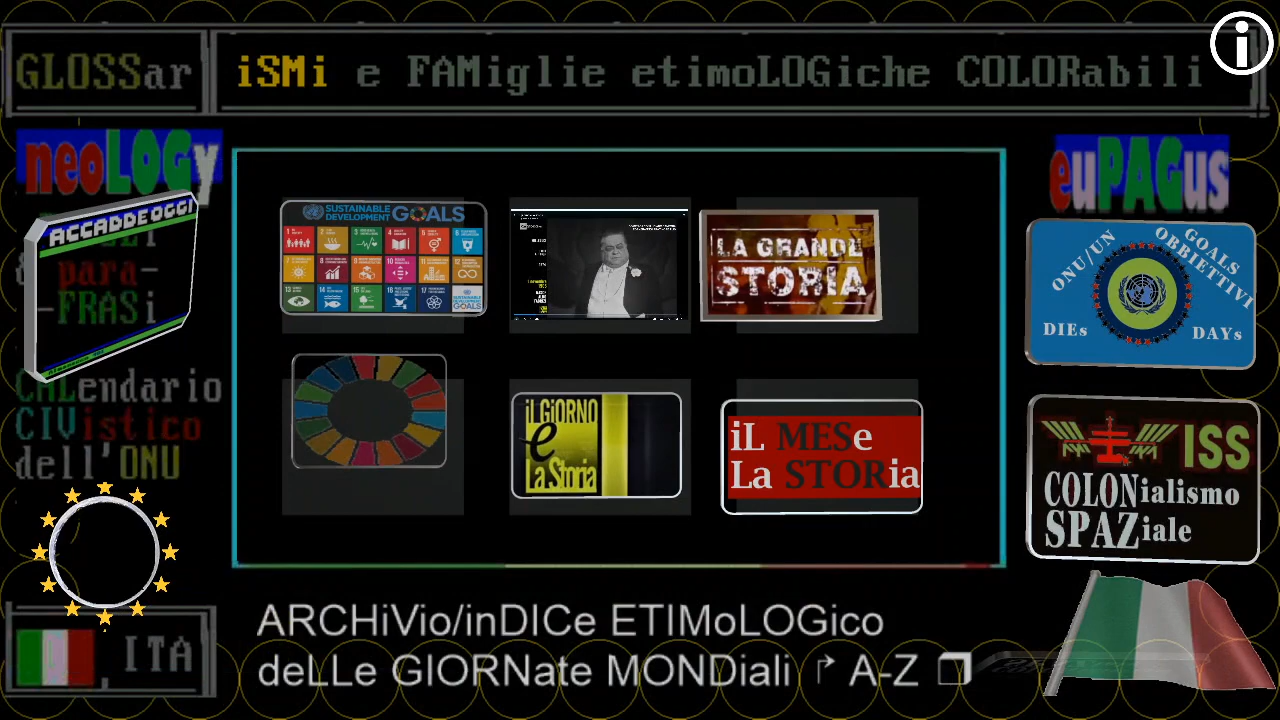 GLOSSar
iSMi e FAMiglie etimoLOGiche COLORabili
neoLOGy
euPAGus
ACCADDE OGGI
para-
-FRASi
SUSTAINABLE DEVELOPMENT GOALS
LA GRANDE
STORIA
ONU/UN
GOALS
OBBIETTIVI
DIEs
DAYs
CALendario
CIVistico
dell'ONU
iL GiORNO
e
La Storia
iL MESe
La STORia
ISS
COLONialismo
SPAZiale
ITA
ARCHiVio/inDICe ETIMoLOGico
deLLe GIORNate MONDiali ↱ A-Z ❐